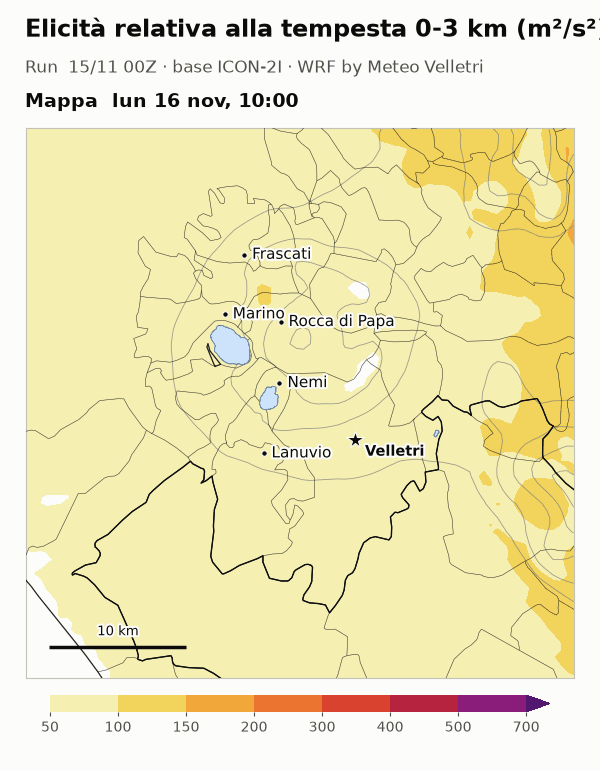 Elicità relativa alla tempesta 0-3 km (m²/s²)
Run  15/11 00Z · base ICON-2I · WRF by Meteo Velletri
Mappa  lun 16 nov, 10:00
Frascati
Marino
Rocca di Papa
Nemi
Lanuvio
Velletri
10 km
50 100 150 200 300 400 500 700